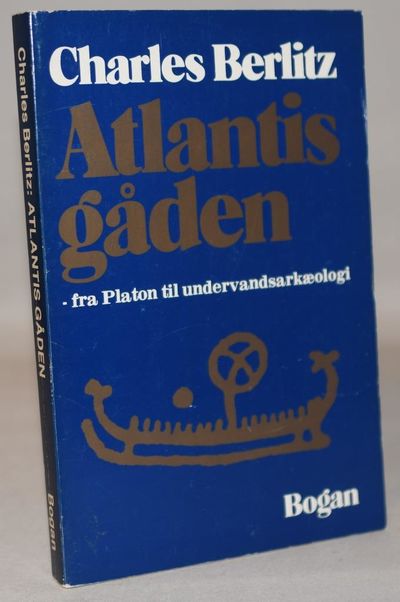 Charles Berlitz
Atlantis
gåden
- fra Platon til undervandsarkæologi
Bogan
Charles Berlitz: ATLANTIS GÅDEN
Bogan